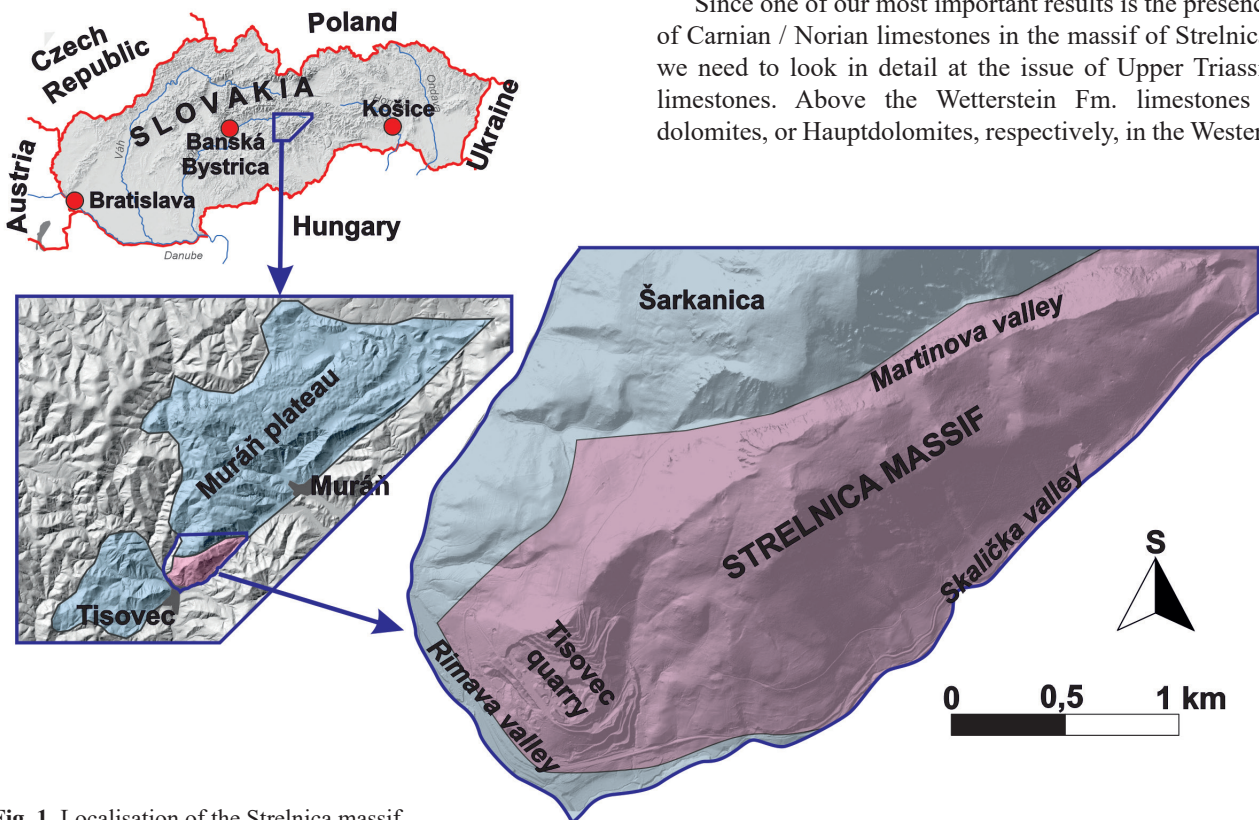 Since one of our most important results is the presenc
of Carnian / Norian limestones in the massif of Strelnica
we need to look in detail at the issue of Upper Triass
limestones. Above the Wetterstein Fm. limestones
dolomites, or Hauptdolomites, respectively, in the Wester
Czech
Republic
Poland
SLOVAKIA
Ondava
Košice
Ukraine
Váh
Banská
Bystrica
Austria
Bratislava
Hungary
Danube
Šarkanica
Martinova valley
Muráň plateau
Muráň
STRELNICA MASSIF
Skalička valley
S
Tisovec
Tisovec
quarry
Rimava valley
0 0,5 1 km
Fig. 1. Localisation of the Strelnica massif